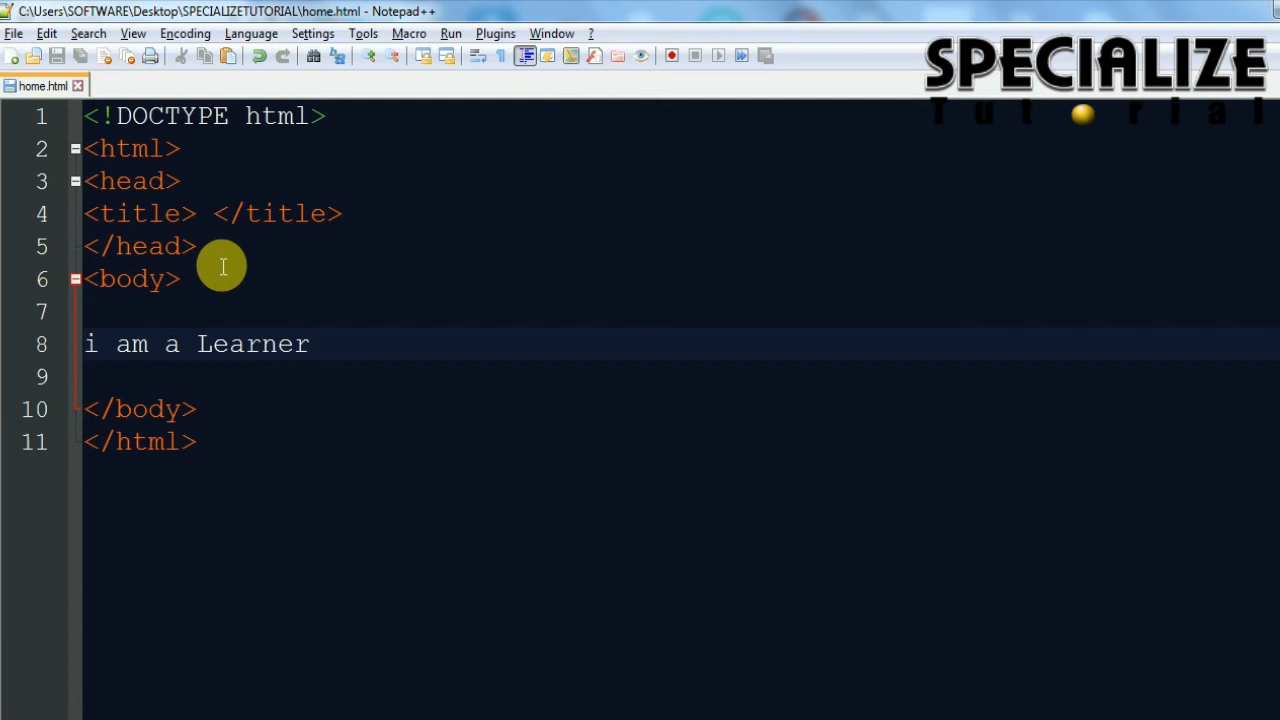 C:\Users\SOFTWARE\Desktop\SPECIALIZETUTORIAL\home.html - Notepad++
File Edit Search View Encoding Language Settings Tools Macro Run Plugins Window ?
SPECIALIZE
Tutorial
home.html
1 <!DOCTYPE html>
2 <html>
3 <head>
4 <title> </title>
5 </head>
6 <body>
7
8 i am a Learner
9
10 </body>
11 </html>